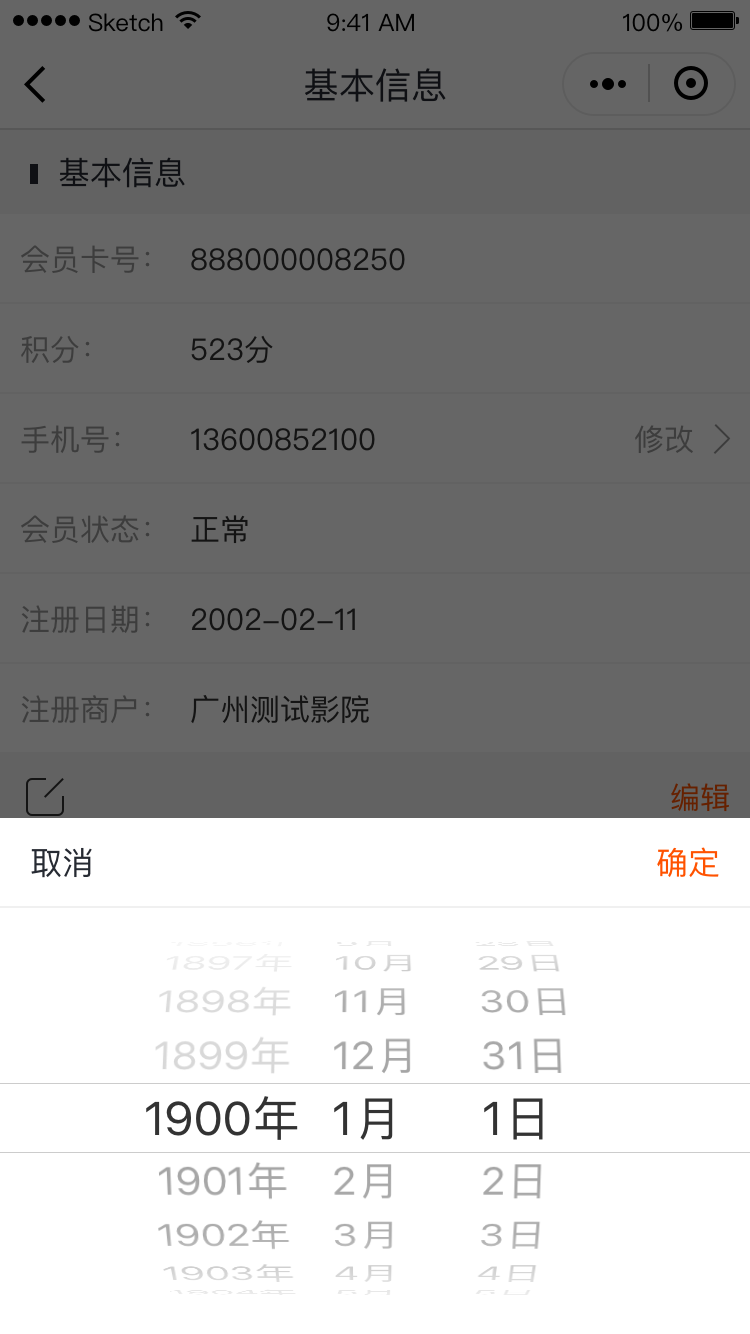 Sketch 9:41 AM 100%
基本信息
基本信息
会员卡号: 888000008250
积分: 523分
手机号: 13600852100 修改
会员状态: 正常
注册日期: 2002-02-11
注册商户: 广州测试影院
编辑
取消 确定
1897年 10月 29日
1898年 11月 30日
1899年 12月 31日
1900年 1月 1日
1901年 2月 2日
1902年 3月 3日
1903年 4月 4日